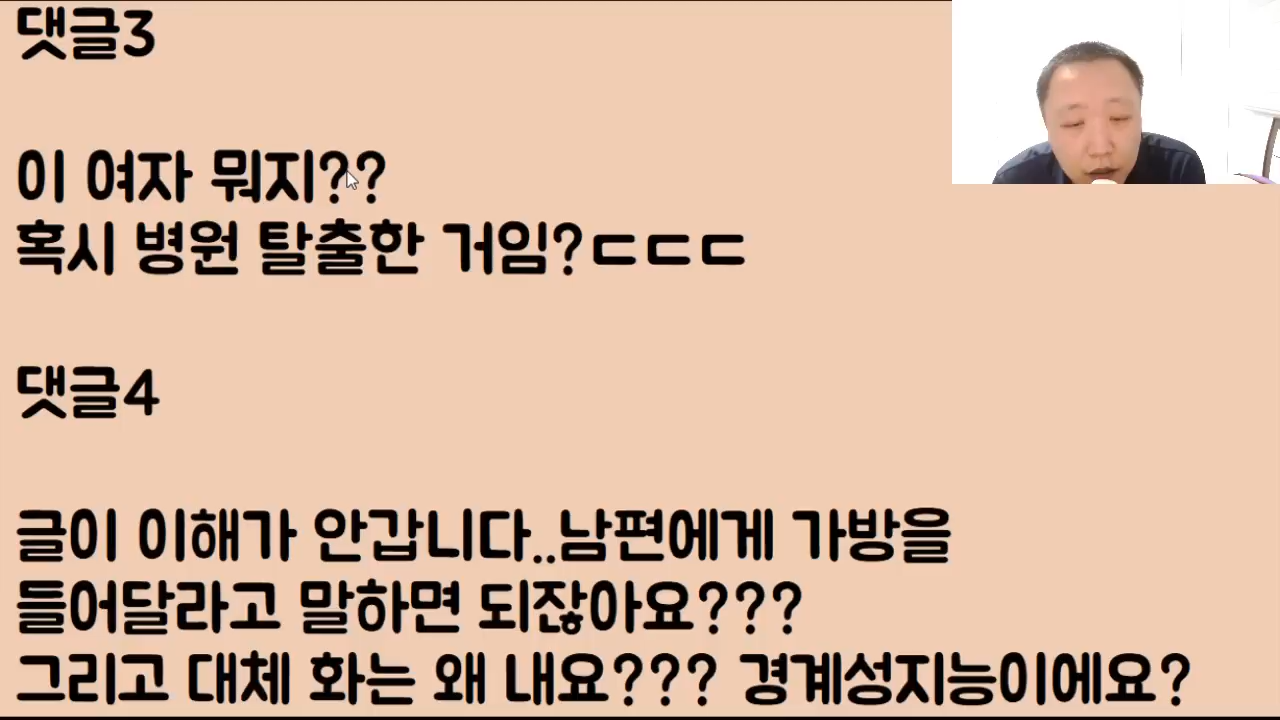 댓글3
이 여자 뭐지??
혹시 병원 탈출한 거임?ㄷㄷㄷ
댓글4
글이 이해가 안갑니다..남편에게 가방을
들어달라고 말하면 되잖아요???
그리고 대체 화는 왜 내요??? 경계성지능이에요?